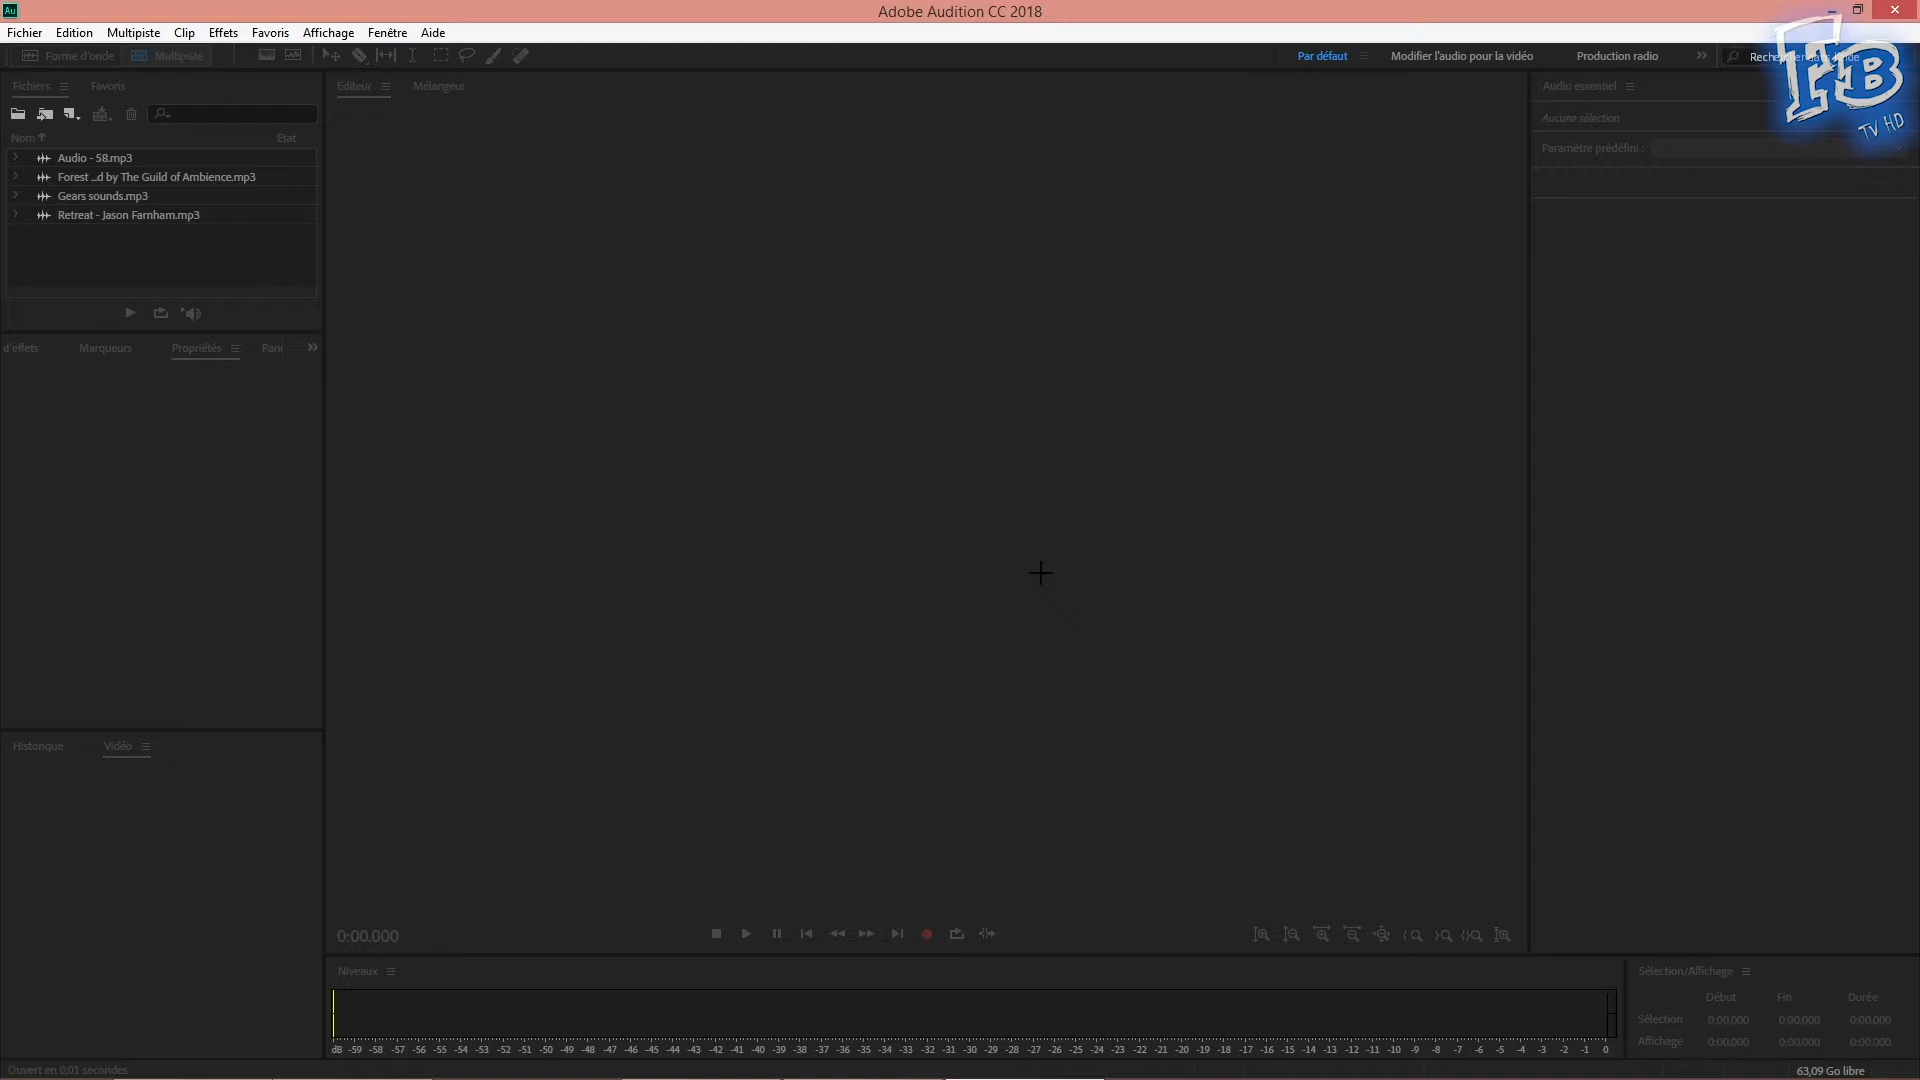 Au
Adobe Audition CC 2018
Fichier Edition Multipiste Clip Effets Favoris Affichage Fenêtre Aide
Forme d'onde Multipiste
Par défaut Modifier l'audio pour la vidéo Production radio
Fichiers Favoris
Editeur Mélangeur
Audio essentiel
FB
TV HD
Aucune sélection
Paramètre prédéfini :
Nom Etat
Audio - 58.mp3
Forest ...d by The Guild of Ambience.mp3
Gears sounds.mp3
Retreat - Jason Farnham.mp3
d'effets Marqueurs Propriétés Pan
Historique Vidéo
0:00.000
Niveaux
dB -59 -58 -57 -56 -55 -54 -53 -52 -51 -50 -49 -48 -47 -46 -45 -44 -43 -42 -41 -40 -39 -38 -37 -36 -35 -34 -33 -32 -31 -30 -29 -28 -27 -26 -25 -24 -23 -22 -21 -20 -19 -18 -17 -16 -15 -14 -13 -12 -11 -10 -9 -8 -7 -6 -5 -4 -3 -2 -1 0
Sélection/Affichage
Début Fin Durée
Sélection 0:00.000 0:00.000 0:00.000
Affichage 0:00.000 0:00.000 0:00.000
Ouvert en 0,01 secondes
63,09 Go libre